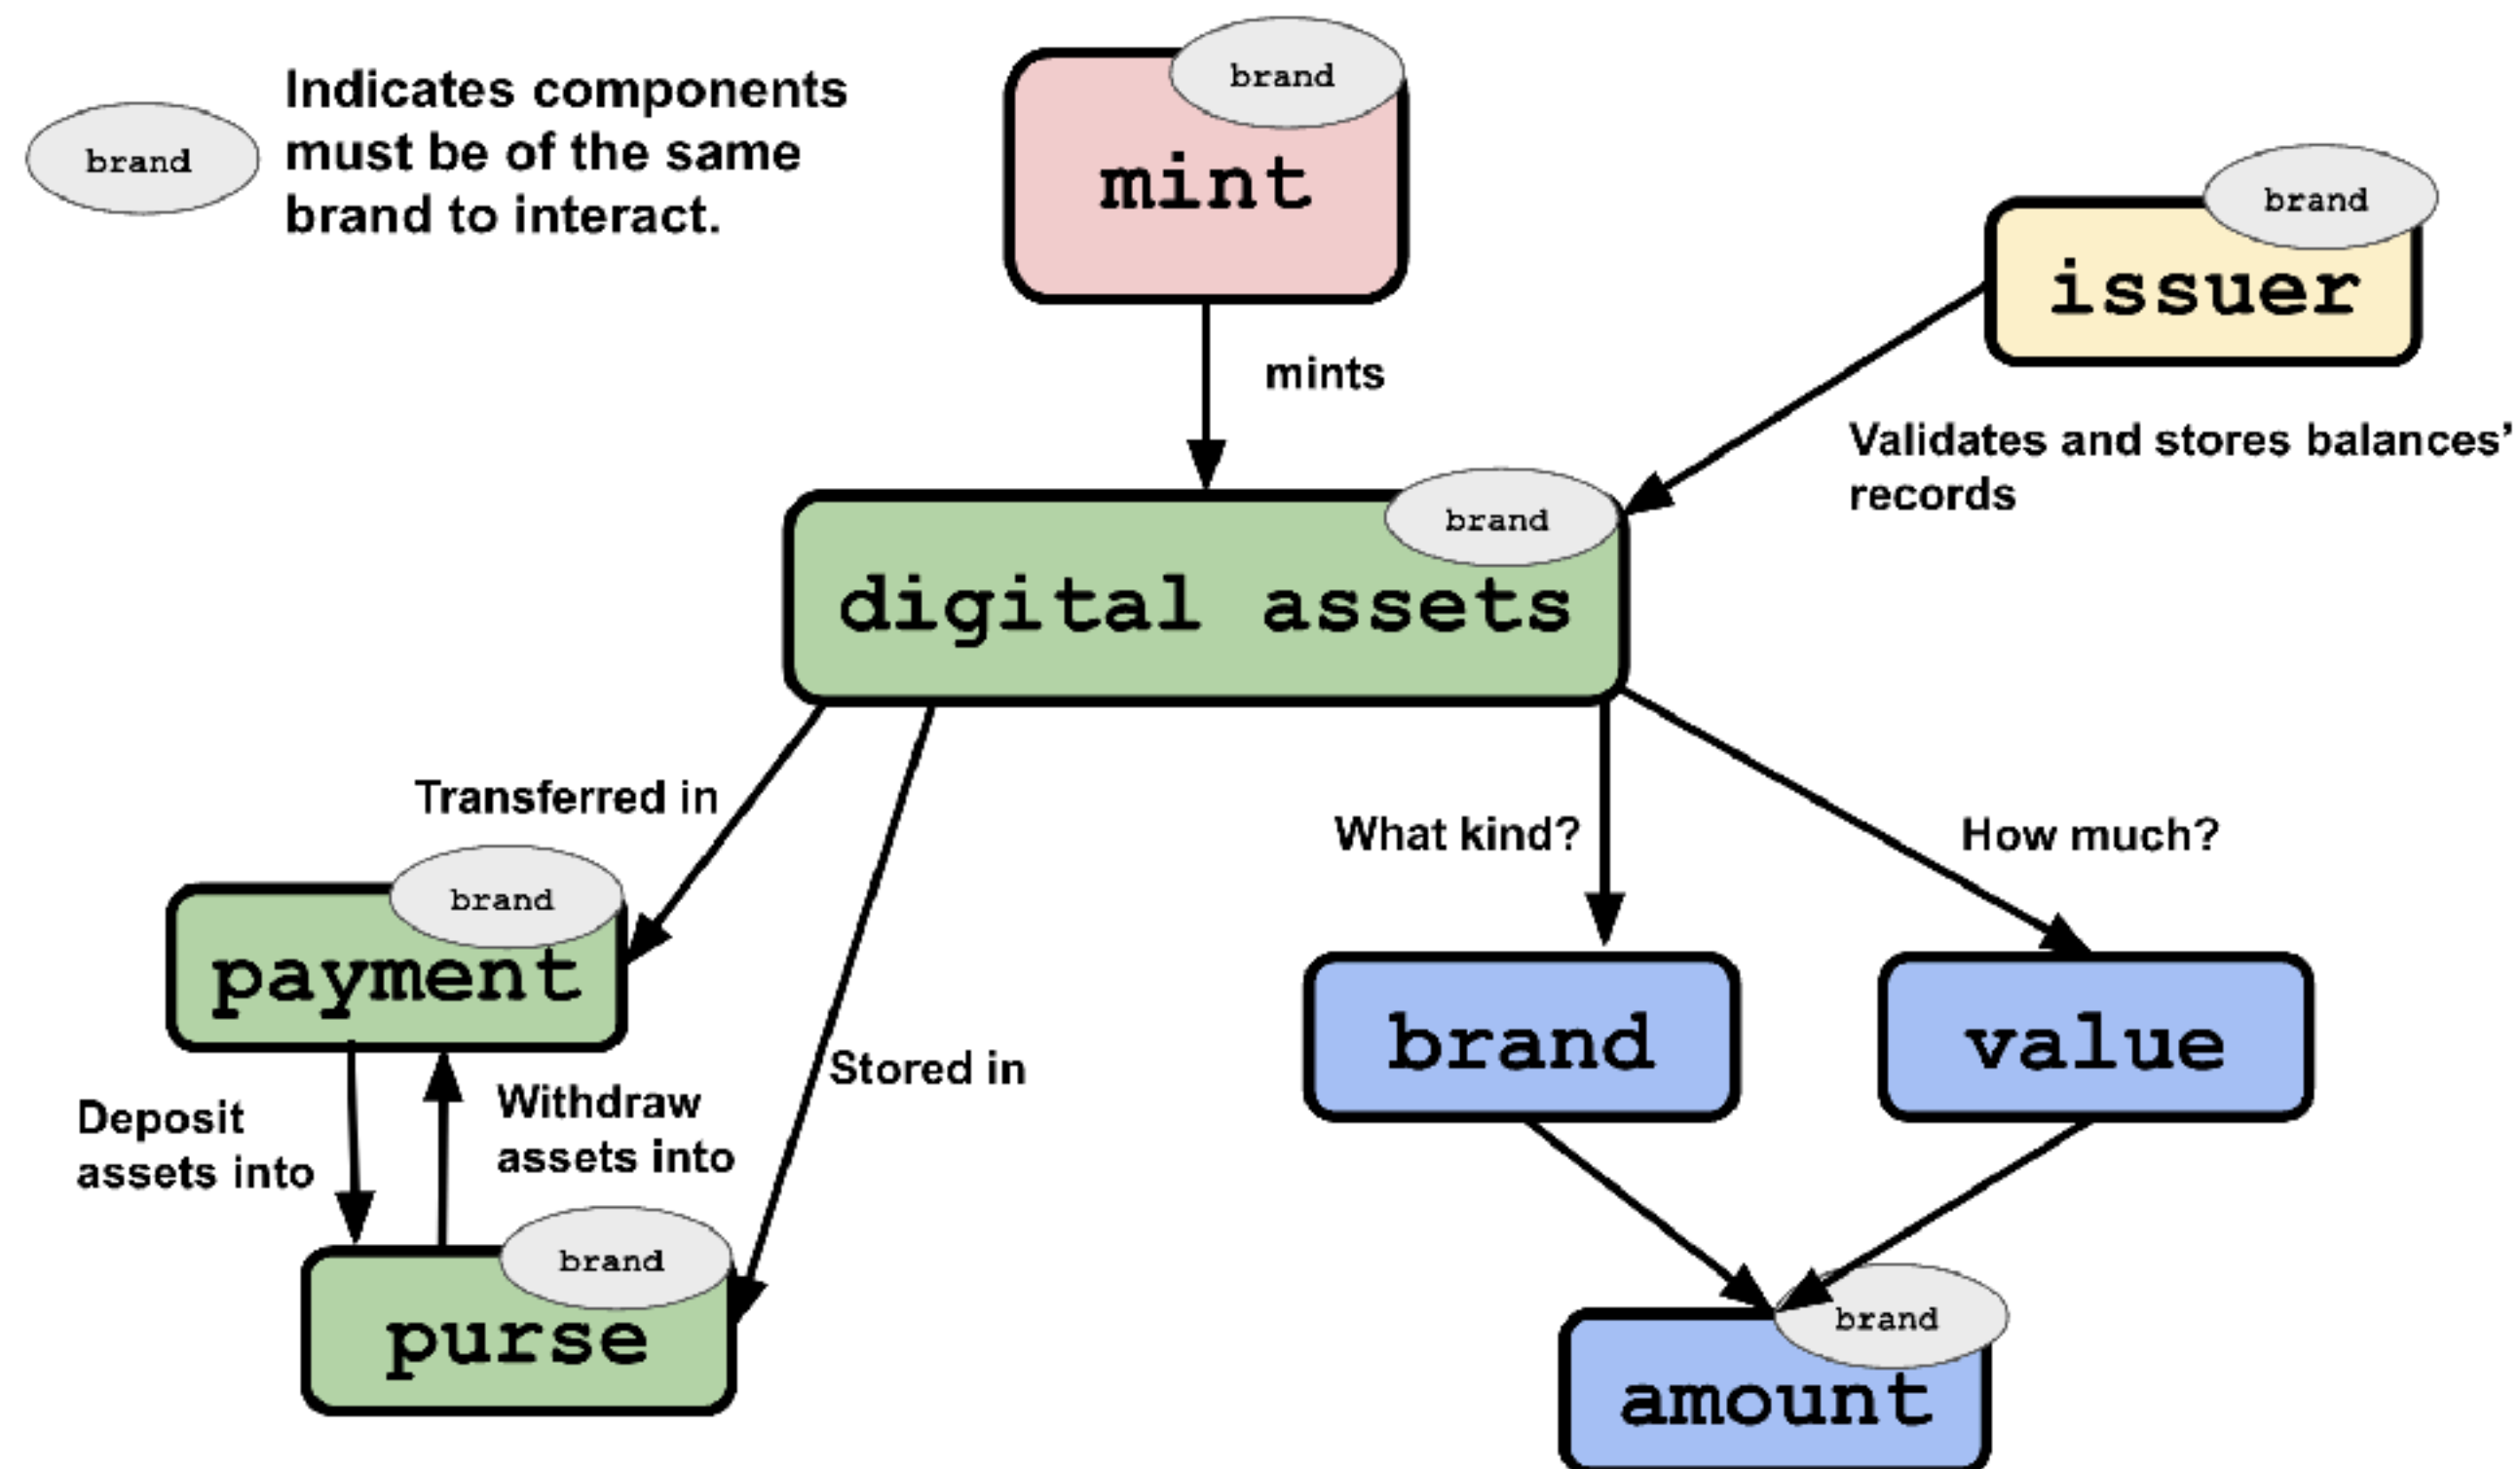 brand
Indicates components
must be of the same
brand to interact.
brand
mint
brand
issuer
mints
Validates and stores balances’
records
brand
digital assets
Transferred in
What kind?
How much?
brand
payment
brand
value
Stored in
Deposit
assets into
Withdraw
assets into
brand
purse
brand
amount